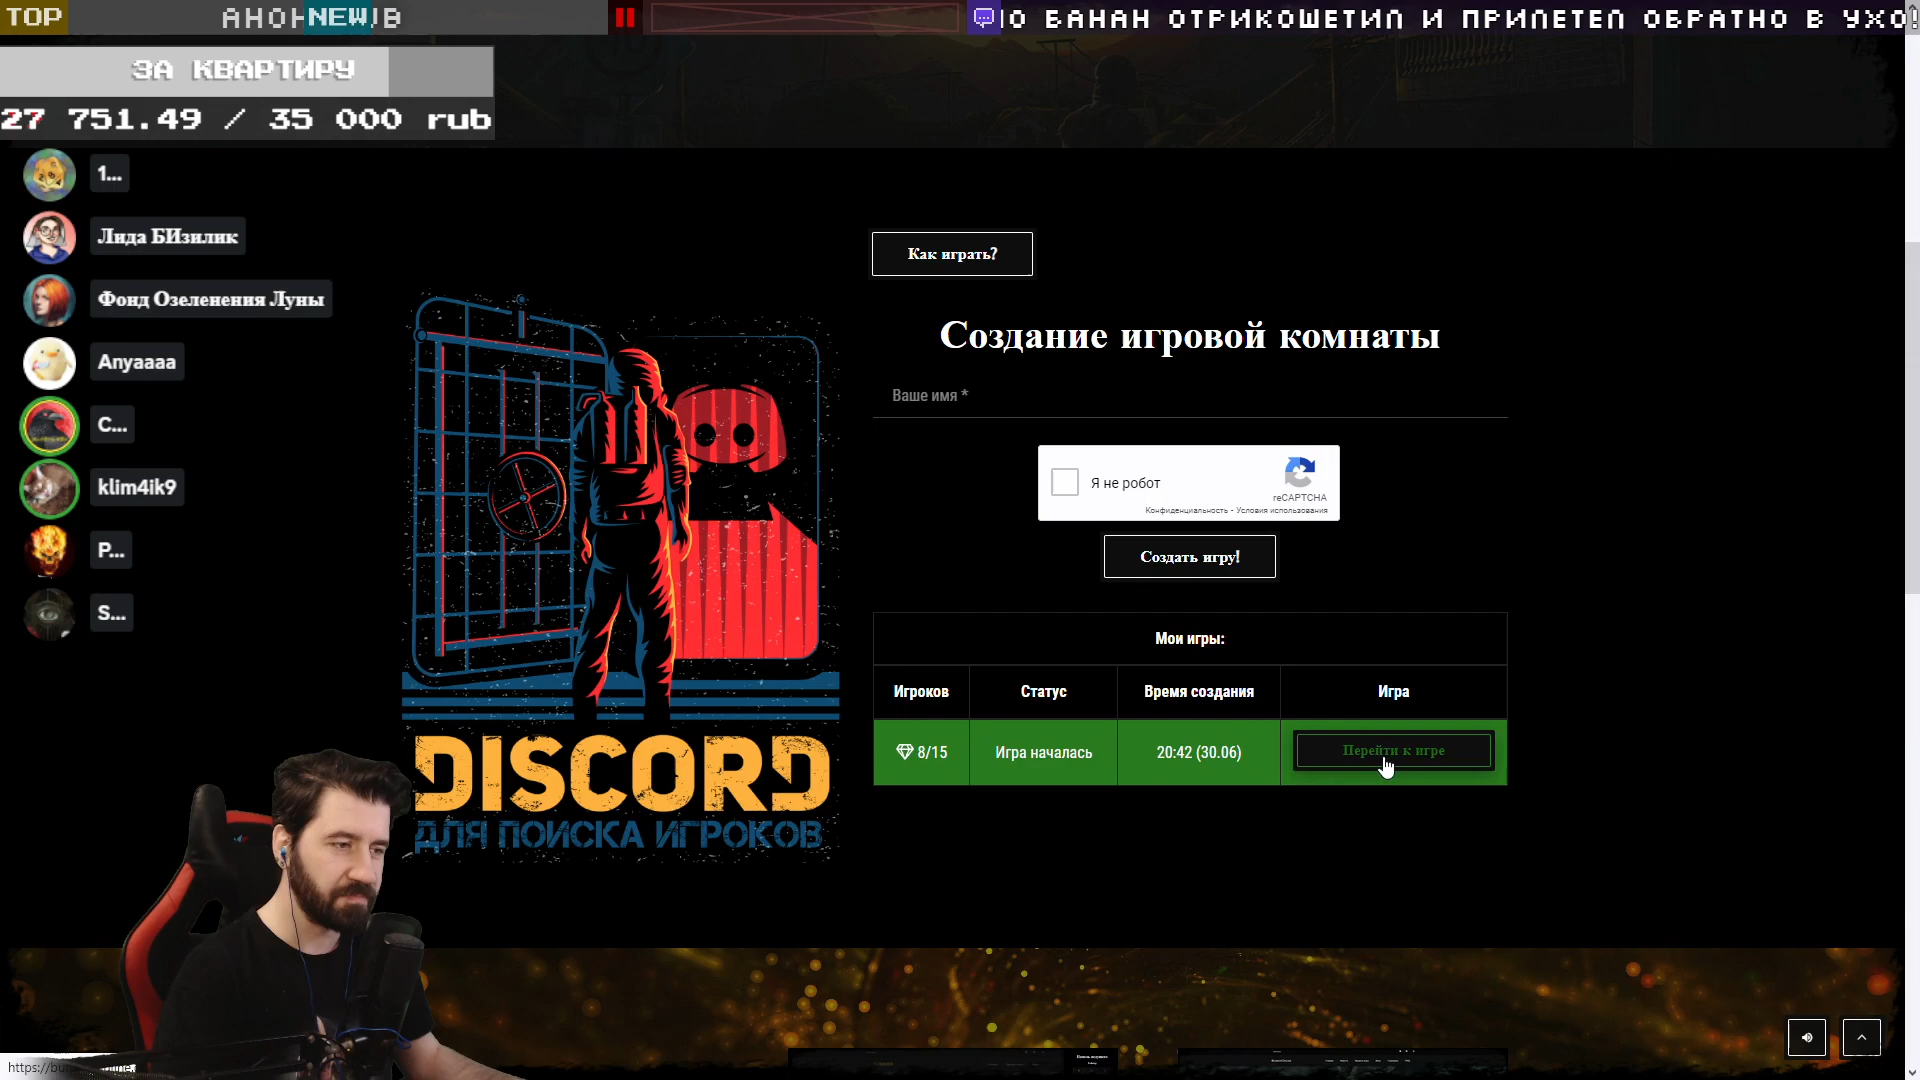 TOP
NEW
О БАНАН ОТРИКОШЕТИЛ И ПРИЛЕТЕЛ ОБРАТНО В УХО!
ЗА КВАРТИРУ
27 751.49 / 35 000 rub
1...
Лида БИзилик
Фонд Озеленения Луны
Anyaaaa
C...
klim4ik9
P...
S...
Как играть?
Создание игровой комнаты
Ваше имя *
Я не робот
reCAPTCHA
Конфиденциальность - Условия использования
Создать игру!
Мои игры:
Игроков Статус Время создания Игра
8/15 Игра началась 20:42 (30.06) Перейти к игре
DISCORD
ДЛЯ ПОИСКА ИГРОКОВ